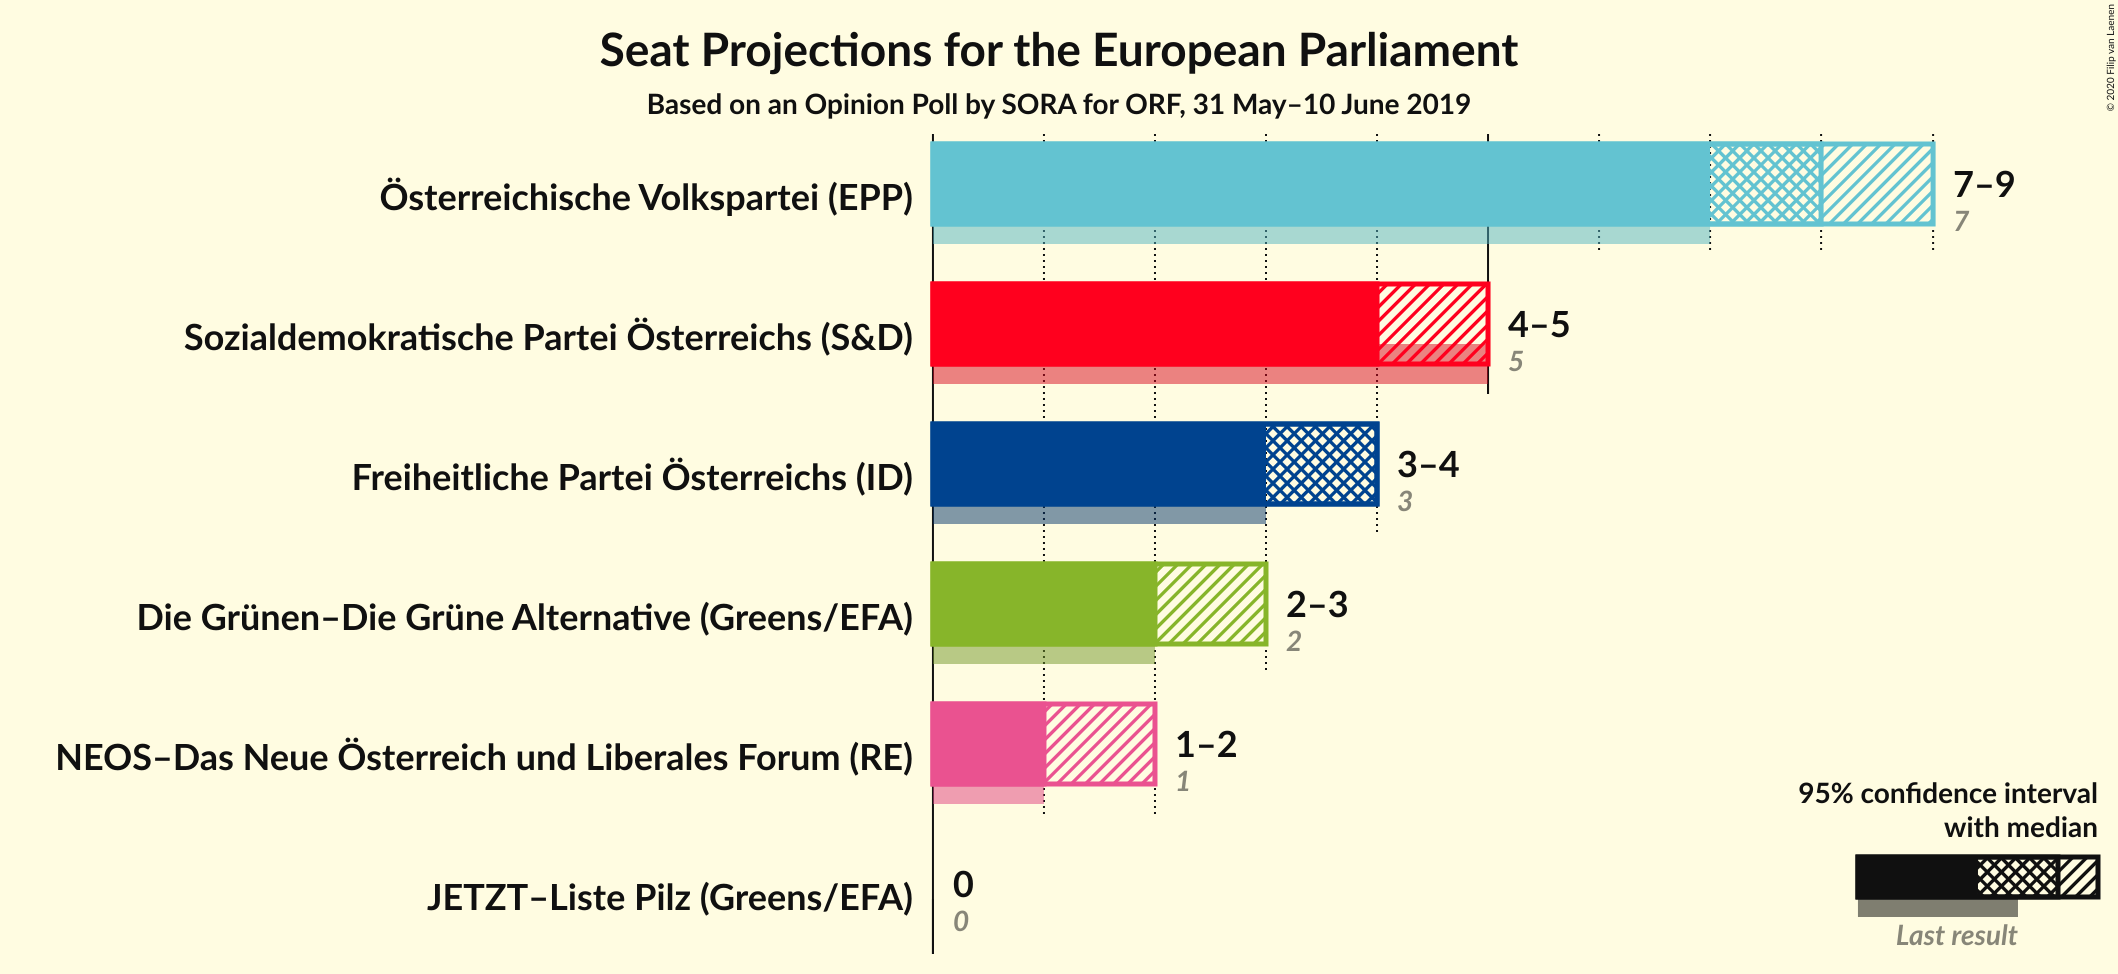 Seat Projections for the European Parliament
Based on an Opinion Poll by SORA for ORF, 31 May–10 June 2019
© 2020 Filip van Laenen
Österreichische Volkspartei (EPP)
7–9
7
Sozialdemokratische Partei Österreichs (S&D)
4–5
5
Freiheitliche Partei Österreichs (ID)
3–4
3
Die Grünen–Die Grüne Alternative (Greens/EFA)
2–3
2
NEOS–Das Neue Österreich und Liberales Forum (RE)
1–2
1
JETZT–Liste Pilz (Greens/EFA)
0
0
95% confidence interval
with median
Last result